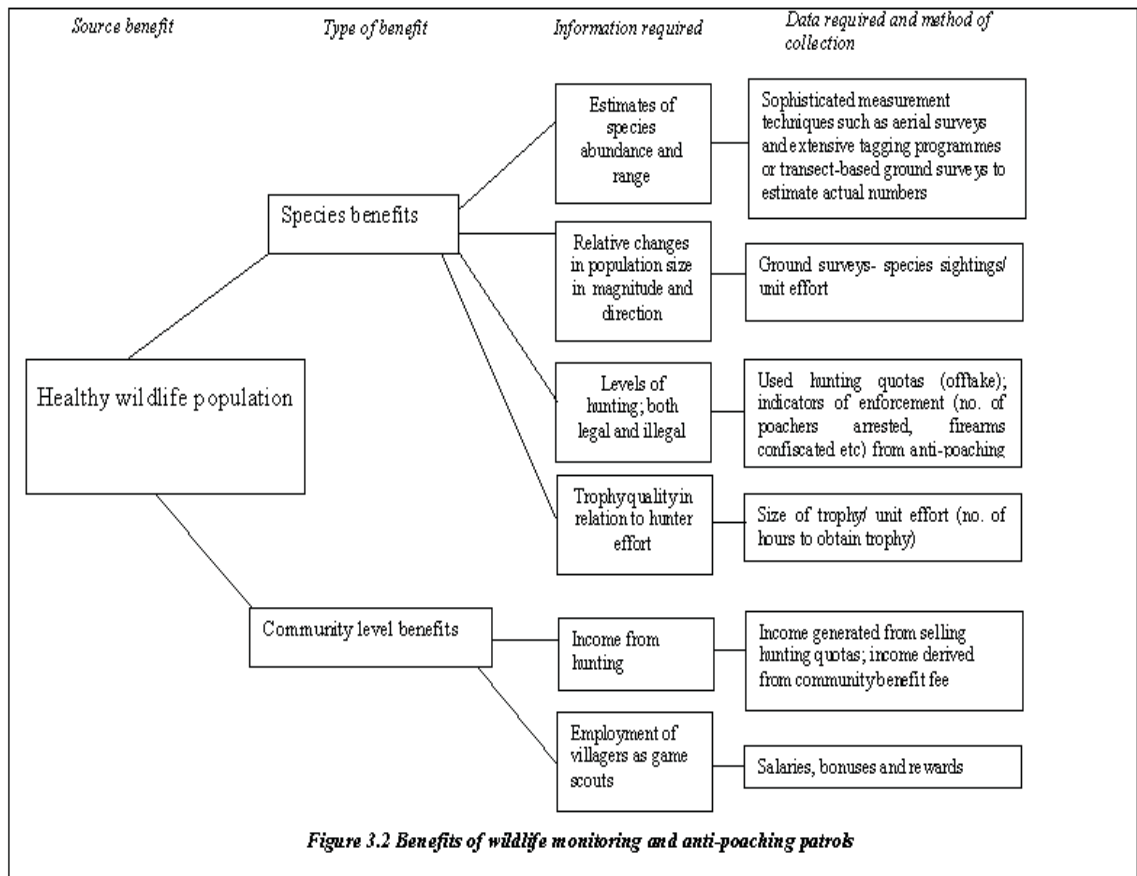 Source benefit
Type of benefit
Information required
Data required and method of
collection
Healthy wildlife population
Species benefits
Estimates of
species
abundance and
range
Sophisticated measurement
techniques such as aerial surveys
and extensive tagging programmes
or transect-based ground surveys to
estimate actual numbers
Relative changes
in population size
in magnitude and
direction
Ground surveys- species sightings/
unit effort
Levels of
hunting; both
legal and illegal
Used hunting quotas (offtake);
indicators of enforcement (no. of
poachers arrested, firearms
confiscated etc) from anti-poaching
Trophy quality in
relation to hunter
effort
Size of trophy/ unit effort (no. of
hours to obtain trophy)
Community level benefits
Income from
hunting
Income generated from selling
hunting quotas; income derived
from community benefit fee
Employment of
villagers as game
scouts
Salaries, bonuses and rewards
Figure 3.2 Benefits of wildlife monitoring and anti-poaching patrols